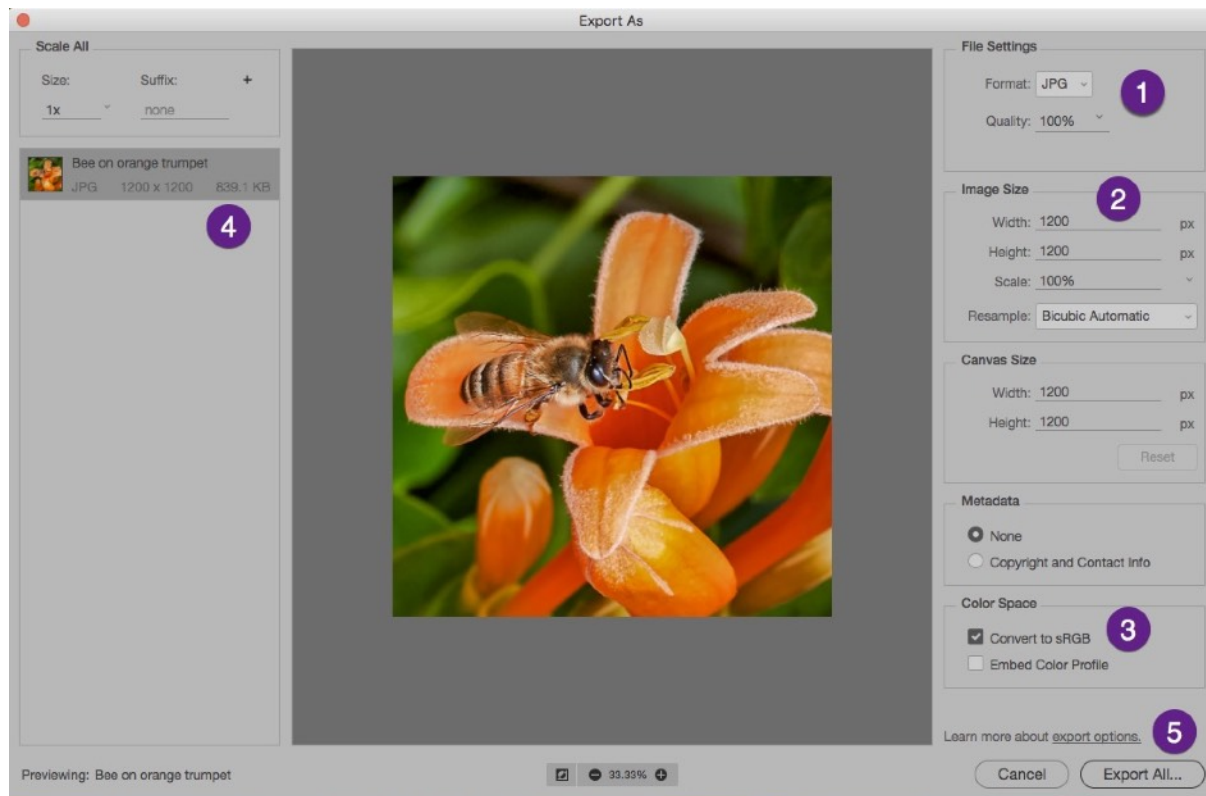 Export As
Scale All
Size: Suffix: +
1x none
Bee on orange trumpet
JPG 1200 x 1200 839.1 KB
4
File Settings
Format: JPG
1
Quality: 100%
Image Size
2
Width: 1200 px
Height: 1200 px
Scale: 100%
Resample: Bicubic Automatic
Canvas Size
Width: 1200 px
Height: 1200 px
Reset
Metadata
None
Copyright and Contact Info
Color Space
Convert to sRGB
3
Embed Color Profile
Learn more about export options.
5
Previewing: Bee on orange trumpet
33.33%
Cancel Export All...